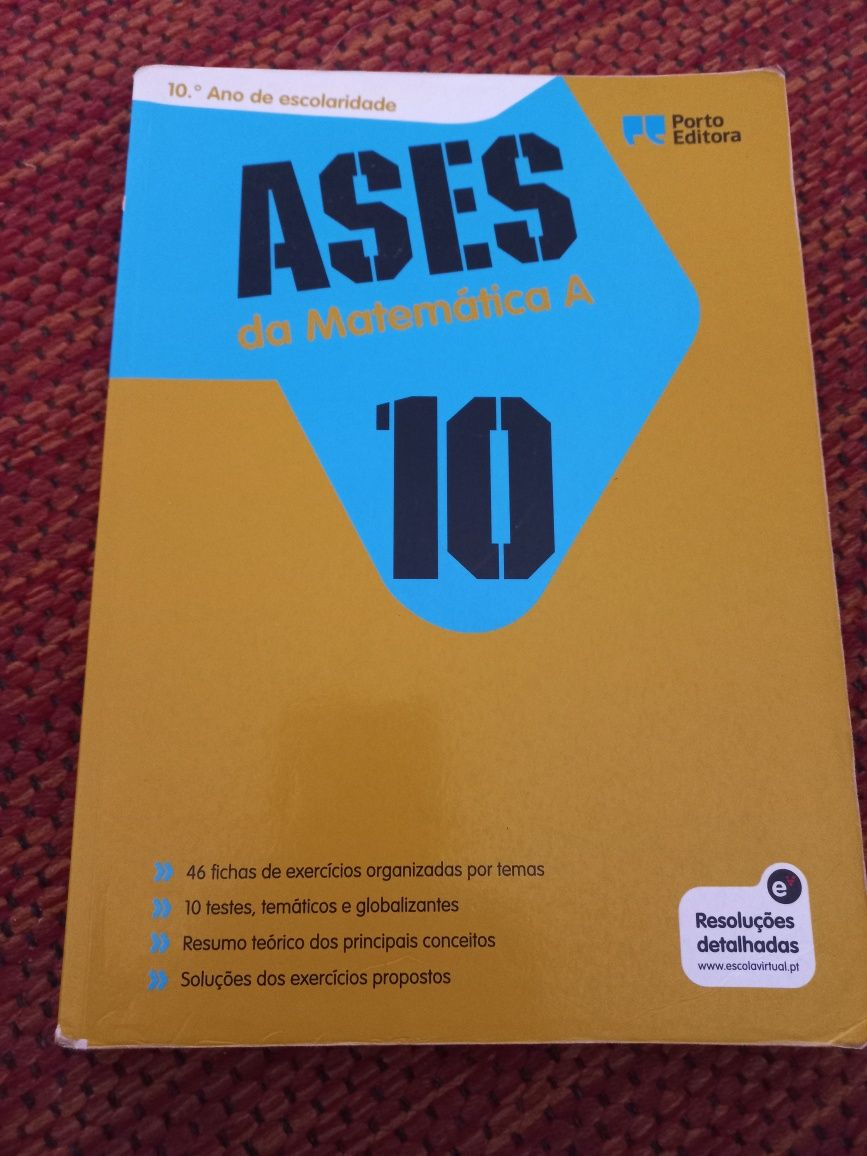 10.º Ano de escolaridade
Porto
Editora
ASES
da Matemática A
10
46 fichas de exercícios organizadas por temas
10 testes, temáticos e globalizantes
Resumo teórico dos principais conceitos
Soluções dos exercícios propostos
e
Resoluções
detalhadas
www.escolavirtual.pt